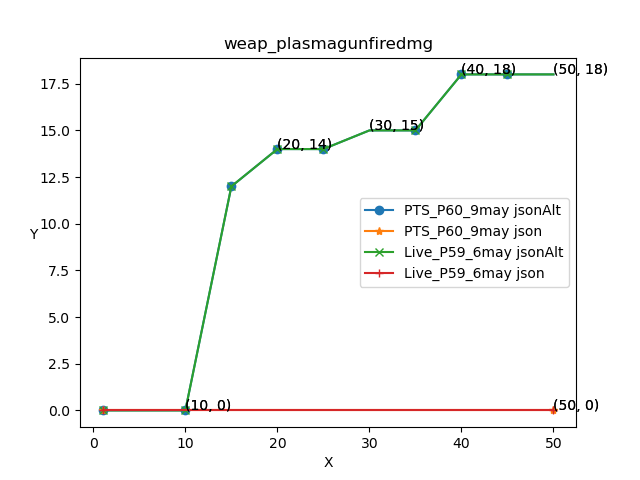 weap_plasmagunfiredmg
17.5
15.0
12.5
10.0
7.5
5.0
2.5
0.0
Y
(40, 18)
(50, 18)
(30, 15)
(20, 14)
(10, 0)
(50, 0)
PTS_P60_9may jsonAlt
PTS_P60_9may json
Live_P59_6may jsonAlt
Live_P59_6may json
0
10
20
30
40
50
X